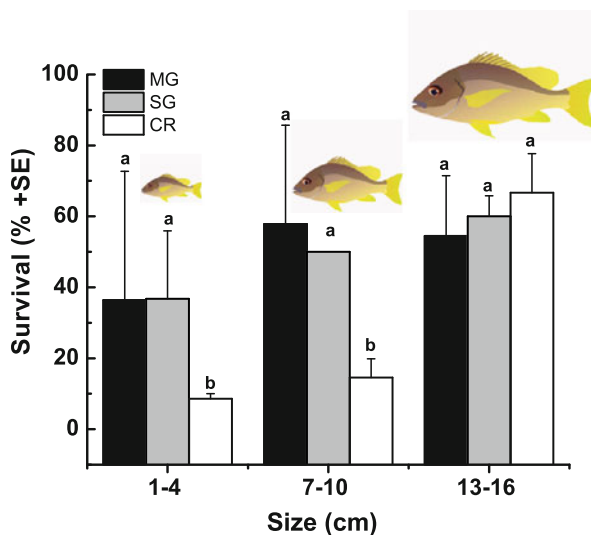 MG
SG
CR
100
80
60
40
20
0
Survival (% +SE)
a
a
b
a
a
b
a
a
a
1-4
7-10
13-16
Size (cm)